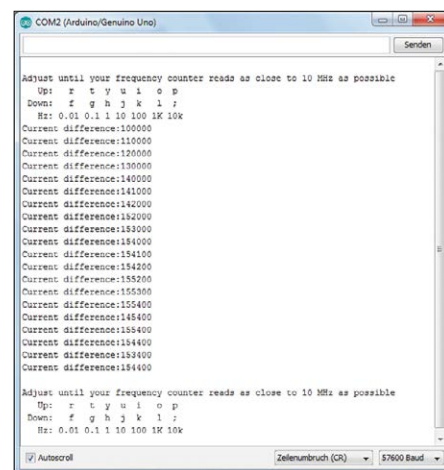 COM2 (Arduino/Genuino Uno)
Senden
Adjust until your frequency counter reads as close to 10 MHz as possible
Up: r t y u i o p
Down: f g h j k l ;
Hz: 0.01 0.1 1 10 100 1K 10k
Current difference:100000
Current difference:110000
Current difference:120000
Current difference:130000
Current difference:140000
Current difference:141000
Current difference:142000
Current difference:152000
Current difference:153000
Current difference:154000
Current difference:154100
Current difference:154200
Current difference:155200
Current difference:155300
Current difference:155400
Current difference:145400
Current difference:155400
Current difference:154400
Current difference:153400
Current difference:154400
Adjust until your frequency counter reads as close to 10 MHz as possible
Up: r t y u i o p
Down: f g h j k l ;
Hz: 0.01 0.1 1 10 100 1K 10k
Autoscroll
Zeilenumbruch (CR)
57600 Baud